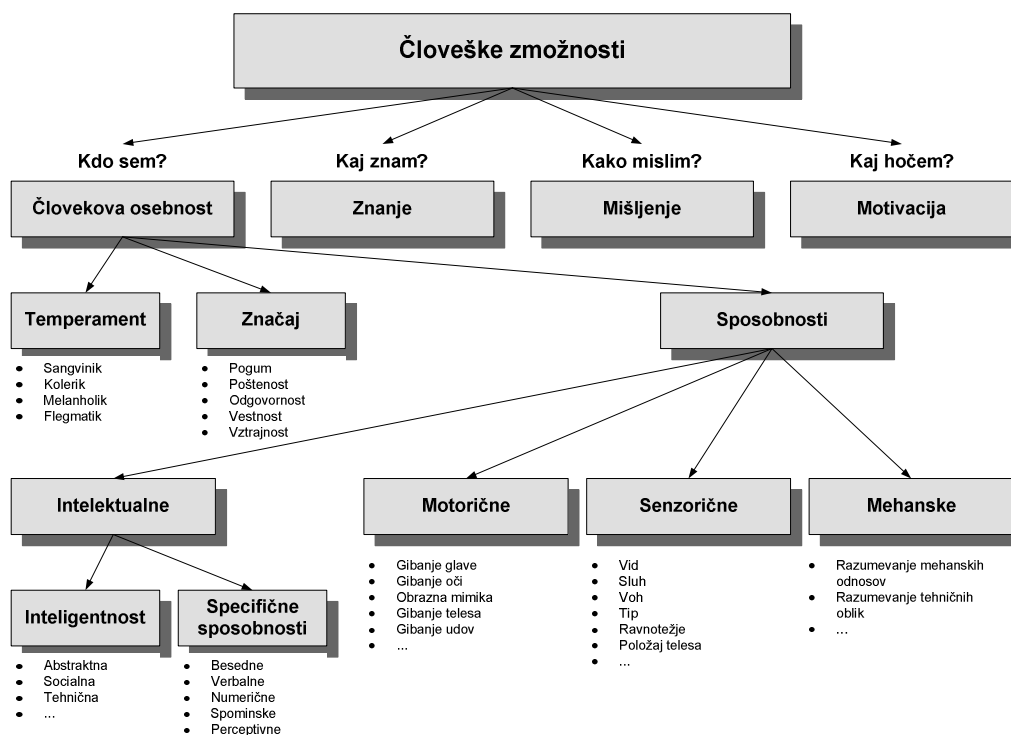 Človeške zmožnosti
Kdo sem?
Kaj znam?
Kako mislim?
Kaj hočem?
Človekova osebnost
Znanje
Mišljenje
Motivacija
Temperament
Značaj
Sposobnosti
• Sangvinik
• Kolerik
• Melanholik
• Flegmatik
• Pogum
• Poštenost
• Odgovornost
• Vestnost
• Vztrajnost
Intelektualne
Motorične
Senzorične
Mehanske
• Gibanje glave
• Gibanje oči
• Obrazna mimika
• Gibanje telesa
• Gibanje udov
• ...
• Vid
• Sluh
• Voh
• Tip
• Ravnotežje
• Položaj telesa
• ...
• Razumevanje mehanskih
odnosov
• Razumevanje tehničnih
oblik
• ...
Inteligentnost
Specifične
sposobnosti
• Abstraktna
• Socialna
• Tehnična
• ...
• Besedne
• Verbalne
• Numerične
• Spominske
• Perceptivne